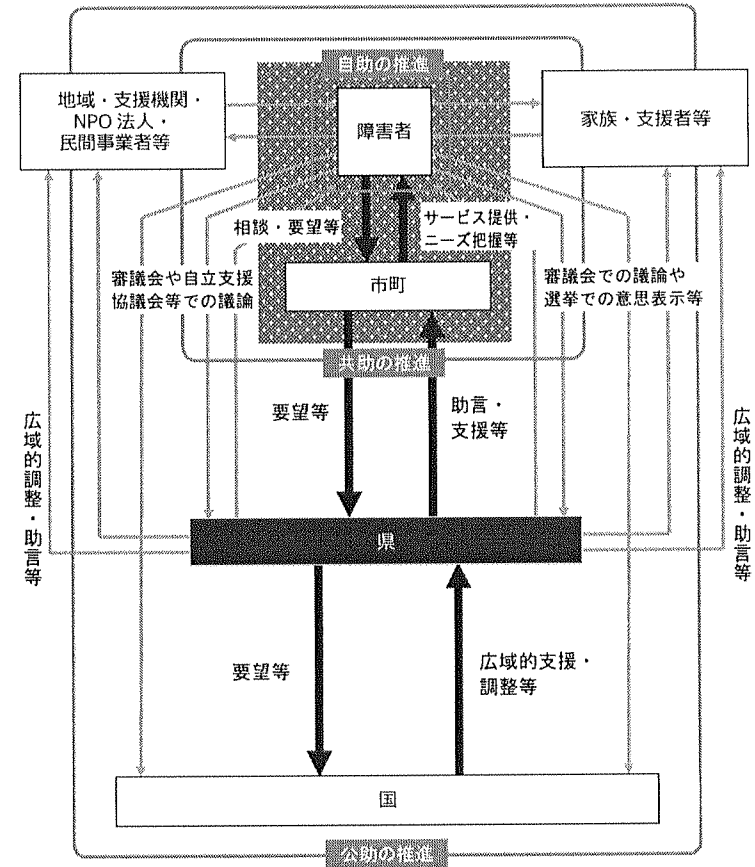 自助の推進
地域・支援機関・
NPO 法人・
民間事業者等
障害者
家族・支援者等
相談・要望等
サービス提供・
ニーズ把握等
審議会や自立支援
協議会等での議論
市町
審議会での議論や
選挙での意思表示等
共助の推進
要望等
助言・
支援等
広域的調整・助言等
広域的調整・助言等
県
要望等
広域的支援・
調整等
国
公助の推進